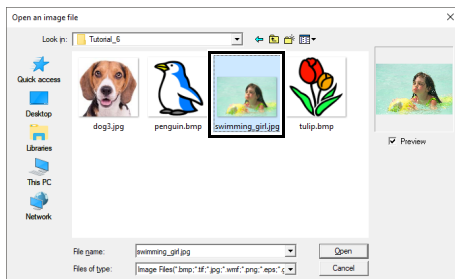 Open an image file
Look in: Tutorial_6
Quick access
Desktop
Libraries
This PC
Network
dog3.jpg
penguin.bmp
swimming_girl.jpg
tulip.bmp
Preview
File name: swimming_girl.jpg Open
Files of type: Image Files(*.bmp;*.tif;*.jpg;*.wmf;*.png;*.eps;*. Cancel